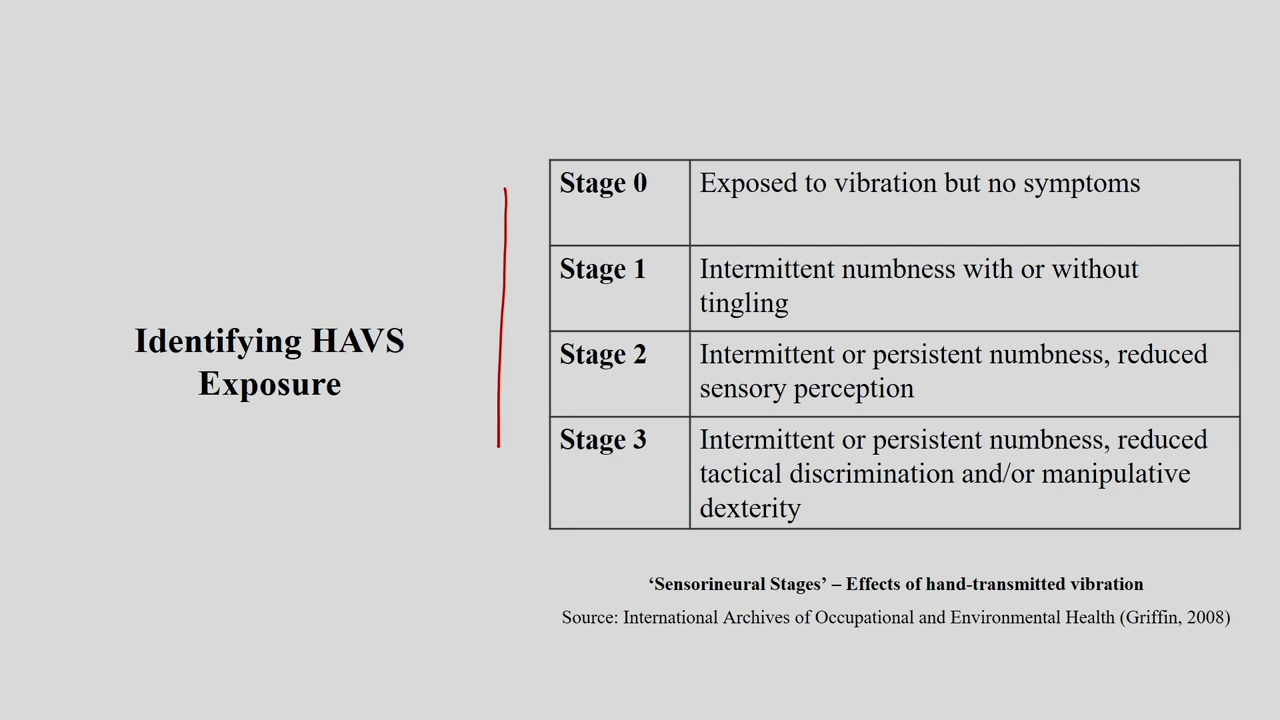 Identifying HAVS
Exposure
Stage 0
Exposed to vibration but no symptoms
Stage 1
Intermittent numbness with or without
tingling
Stage 2
Intermittent or persistent numbness, reduced
sensory perception
Stage 3
Intermittent or persistent numbness, reduced
tactical discrimination and/or manipulative
dexterity
‘Sensorineural Stages’ – Effects of hand-transmitted vibration
Source: International Archives of Occupational and Environmental Health (Griffin, 2008)